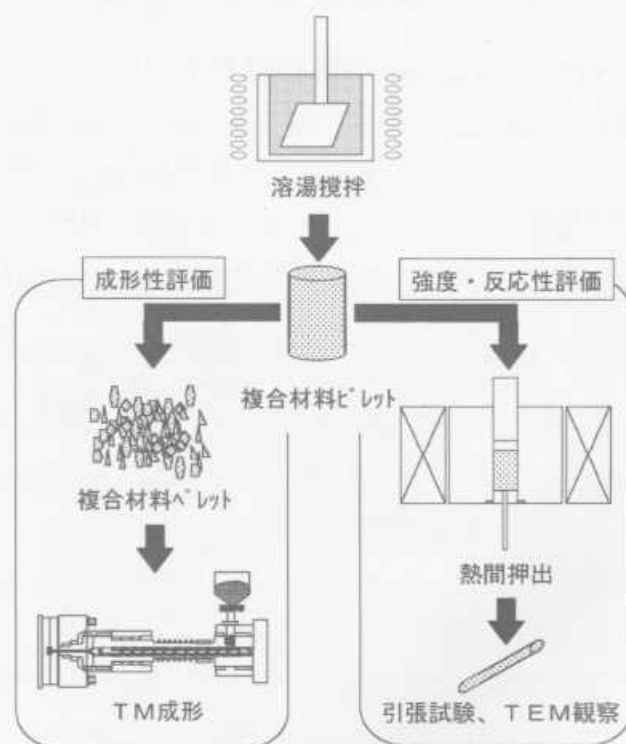 溶湯撹拌
成形性評価
強度・反応性評価
複合材料ビレット
複合材料ペレット
熱間押出
TM成形
引張試験、TEM観察